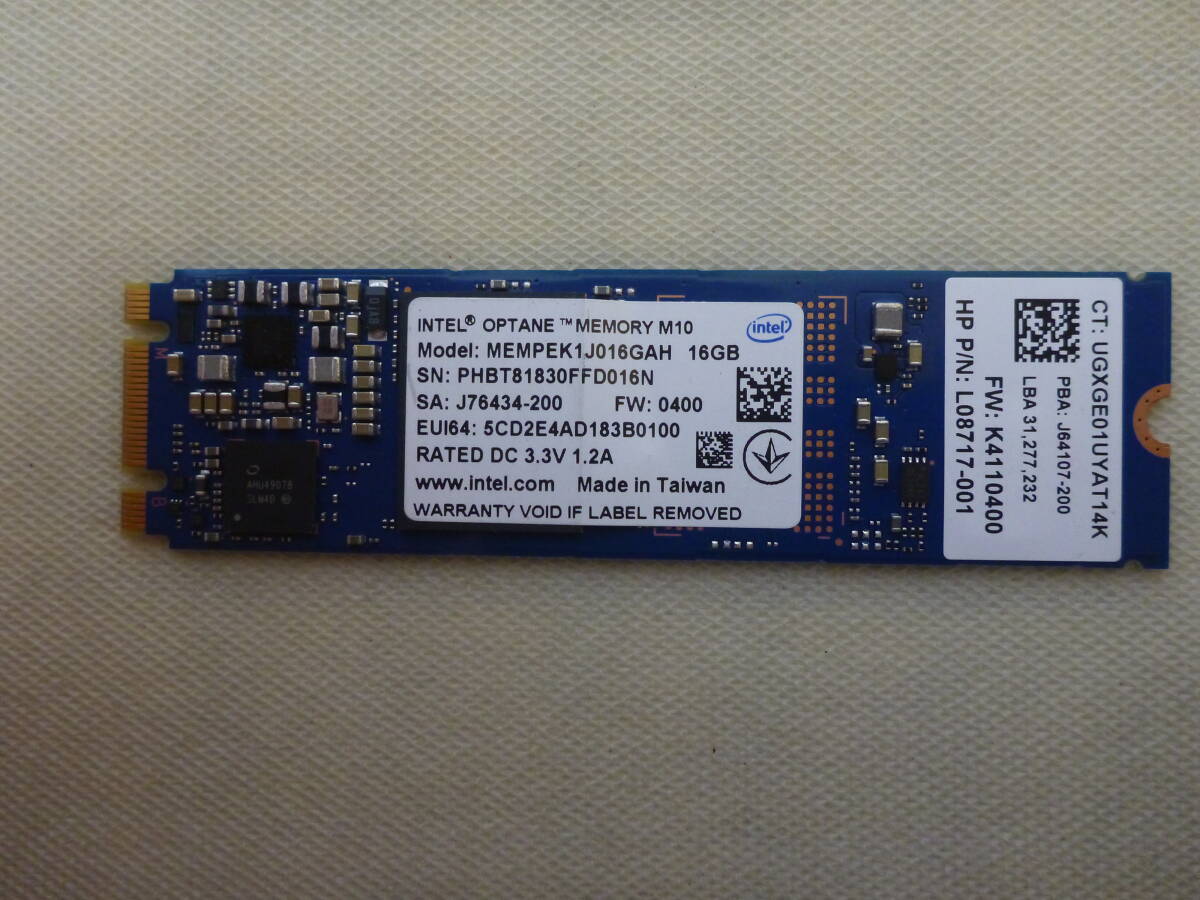 INTEL® OPTANE™ MEMORY M10
intel
Model: MEMPEK1J016GAH 16GB
SN: PHBT81830FFD016N
SA: J76434-200 FW: 0400
EUI64: 5CD2E4AD183B0100
RATED DC 3.3V 1.2A
www.intel.com Made in Taiwan
WARRANTY VOID IF LABEL REMOVED
CT: UGXGE01UYAT14K
PBA: J64107-200
LBA 31,277,232
FW: K4110400
HP P/N: L08717-001
M
B
AHU49078
SLM4D